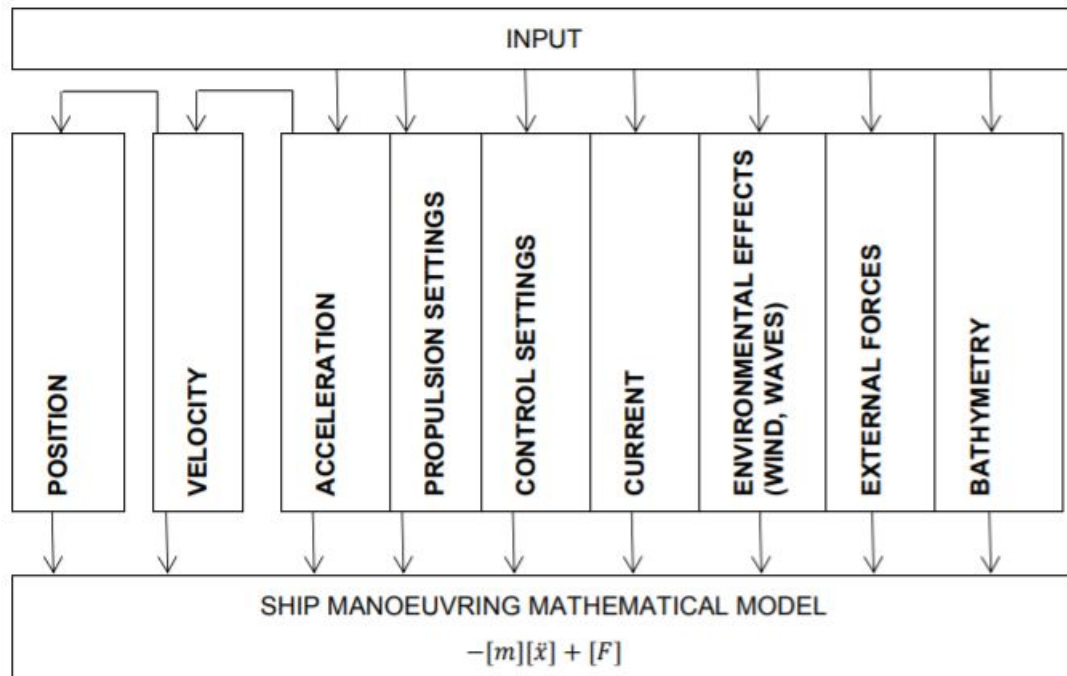 INPUT
POSITION
VELOCITY
ACCELERATION
PROPULSION SETTINGS
CONTROL SETTINGS
CURRENT
ENVIRONMENTAL EFFECTS
(WIND, WAVES)
EXTERNAL FORCES
BATHYMETRY
SHIP MANOEUVRING MATHEMATICAL MODEL
−[m][ẍ] + [F]